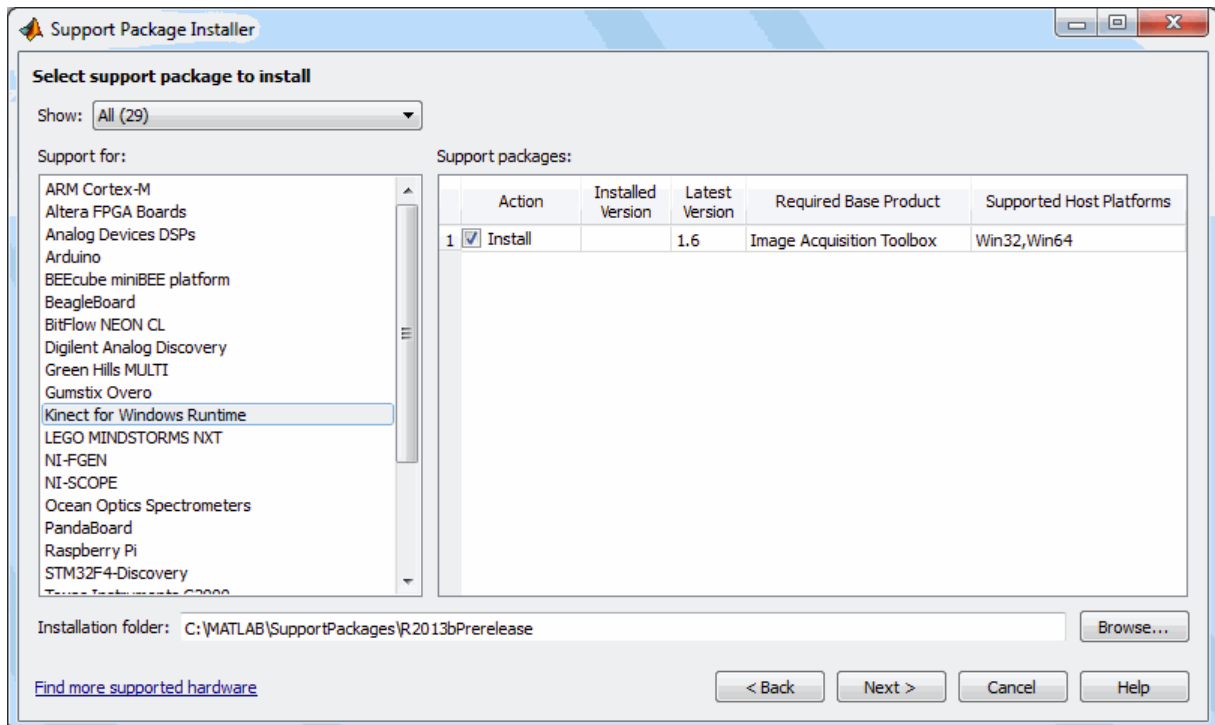 Support Package Installer
Select support package to install
Show: All (29)
Support for:
ARM Cortex-M
Altera FPGA Boards
Analog Devices DSPs
Arduino
BEEcube miniBEE platform
BeagleBoard
BitFlow NEON CL
Digilent Analog Discovery
Green Hills MULTI
Gumstix Overo
Kinect for Windows Runtime
LEGO MINDSTORMS NXT
NI-FGEN
NI-SCOPE
Ocean Optics Spectrometers
PandaBoard
Raspberry Pi
STM32F4-Discovery
Support packages:
Action Installed Version Latest Version Required Base Product Supported Host Platforms
1 Install 1.6 Image Acquisition Toolbox Win32,Win64
Installation folder: C:\MATLAB\SupportPackages\R2013bPrerelease Browse...
Find more supported hardware < Back Next > Cancel Help